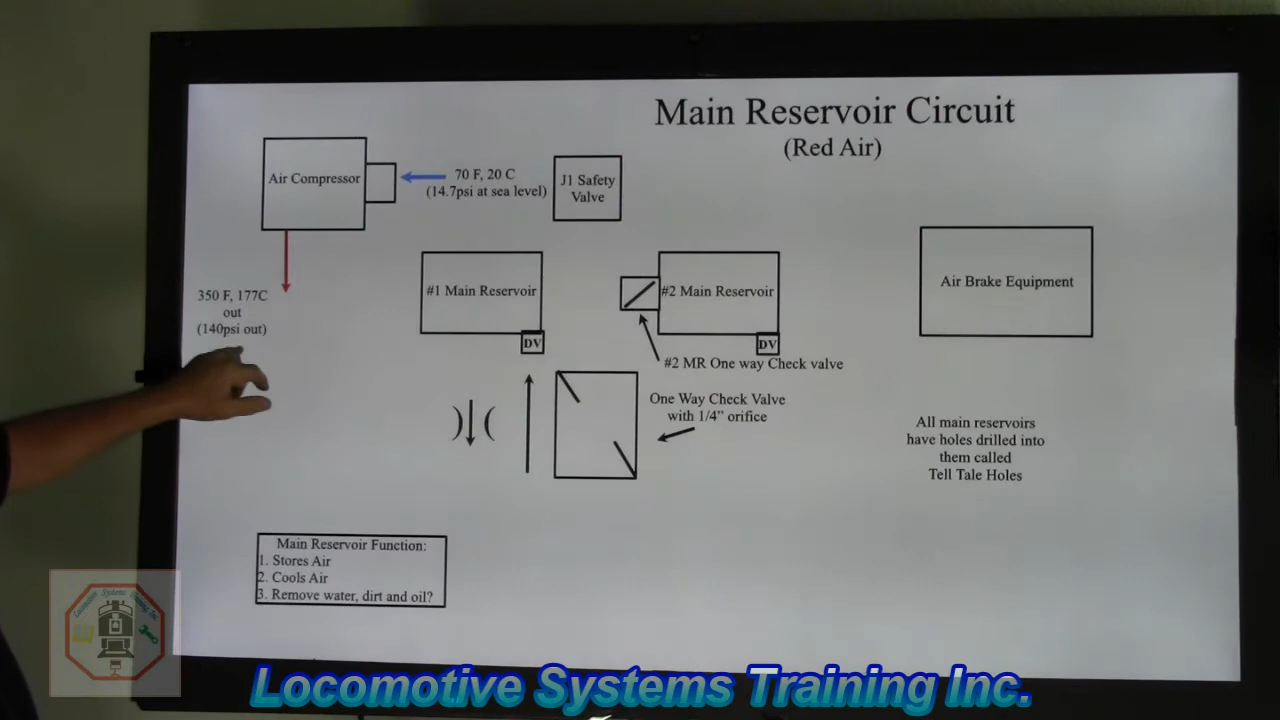 Main Reservoir Circuit
(Red Air)
Air Compressor
70 F, 20 C
(14.7psi at sea level)
J1 Safety
Valve
350 F, 177C
out
(140psi out)
#1 Main Reservoir
DV
#2 Main Reservoir
DV
#2 MR One way Check valve
Air Brake Equipment
One Way Check Valve
with 1/4" orifice
All main reservoirs
have holes drilled into
them called
Tell Tale Holes
Main Reservoir Function:
1. Stores Air
2. Cools Air
3. Remove water, dirt and oil?
Locomotive Systems Training Inc
Locomotive Systems Training Inc.